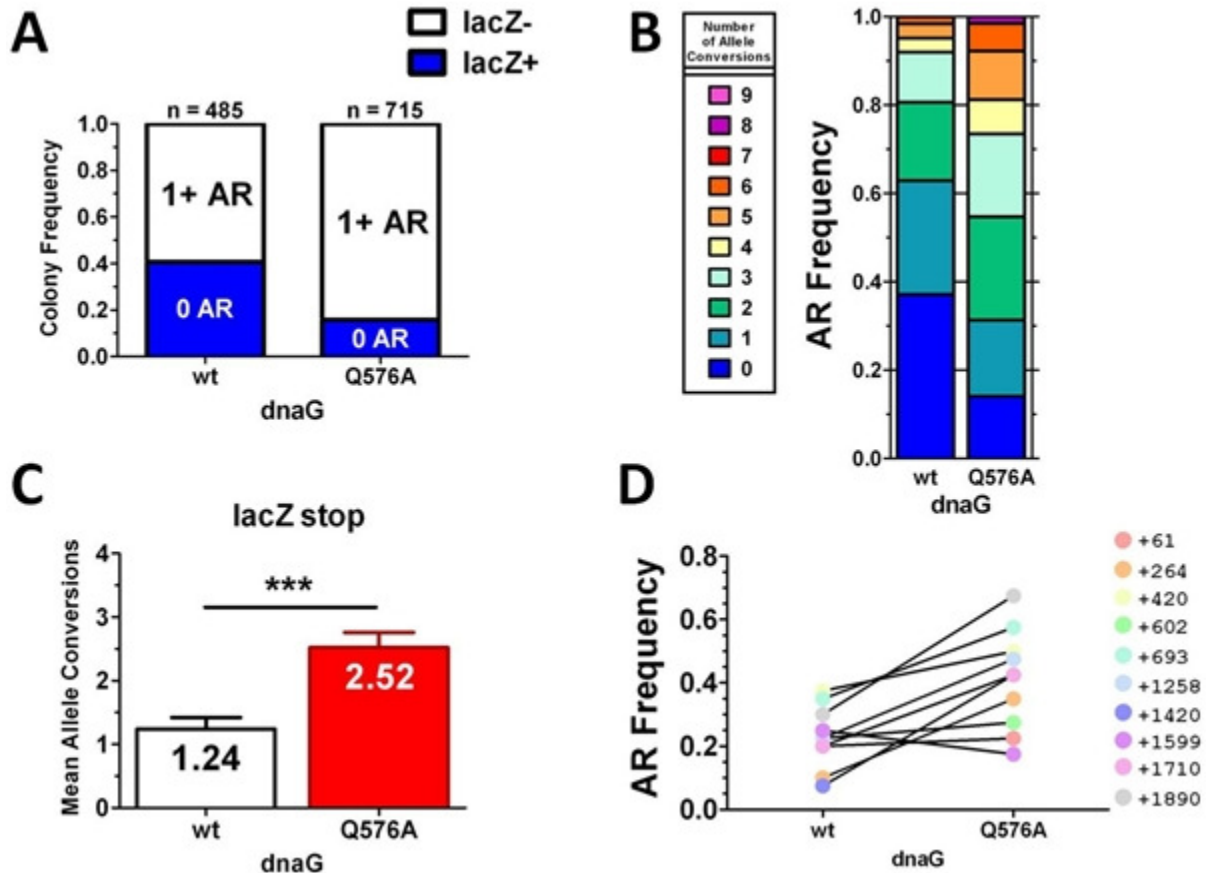 A
lacZ-
lacZ+
n = 485
n = 715
Colony Frequency
1.0
0.8
0.6
0.4
0.2
0.0
1+ AR
1+ AR
0 AR
0 AR
wt
Q576A
dnaG
B
Number
of Allele
Conversions
9
8
7
6
5
4
3
2
1
0
AR Frequency
1.0
0.8
0.6
0.4
0.2
0.0
wt
Q576A
dnaG
C
lacZ stop
Mean Allele Conversions
4
3
2
1
0
***
1.24
2.52
wt
Q576A
dnaG
D
AR Frequency
0.8
0.6
0.4
0.2
0.0
wt
Q576A
dnaG
+61
+264
+420
+602
+693
+1258
+1420
+1599
+1710
+1890